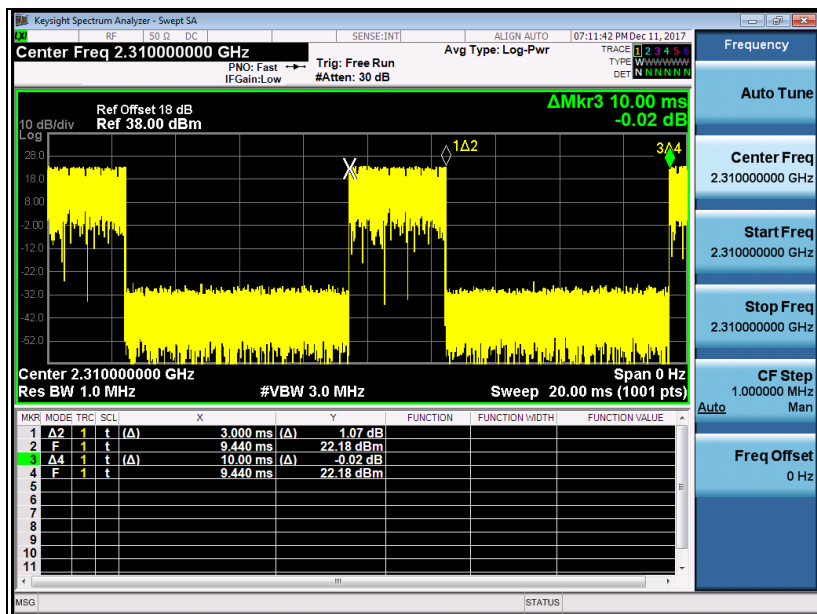 Keysight Spectrum Analyzer - Swept SA
LXI RF 50 Ω DC SENSE:INT ALIGN AUTO 07:11:42 PM Dec 11, 2017
Center Freq 2.310000000 GHz
PNO: Fast
IFGain:Low
Trig: Free Run
#Atten: 30 dB
Avg Type: Log-Pwr
TRACE 1 2 3 4 5 6
TYPE WWWWWW
DET N N N N N N
Ref Offset 18 dB
10 dB/div Ref 38.00 dBm
Log
ΔMkr3 10.00 ms
-0.02 dB
1Δ2
3Δ4
28.0
18.0
8.00
-2.00
-12.0
-22.0
-32.0
-42.0
-52.0
Center 2.310000000 GHz Span 0 Hz
Res BW 1.0 MHz #VBW 3.0 MHz Sweep 20.00 ms (1001 pts)
MKR MODE TRC SCL X Y FUNCTION FUNCTION WIDTH FUNCTION VALUE
1 Δ2 1 t (Δ) 3.000 ms (Δ) 1.07 dB
2 F 1 t 9.440 ms 22.18 dBm
3 Δ4 1 t (Δ) 10.00 ms (Δ) -0.02 dB
4 F 1 t 9.440 ms 22.18 dBm
5
6
7
8
9
10
11
MSG STATUS
Frequency
Auto Tune
Center Freq
2.310000000 GHz
Start Freq
2.310000000 GHz
Stop Freq
2.310000000 GHz
CF Step
1.000000 MHz
Auto Man
Freq Offset
0 Hz